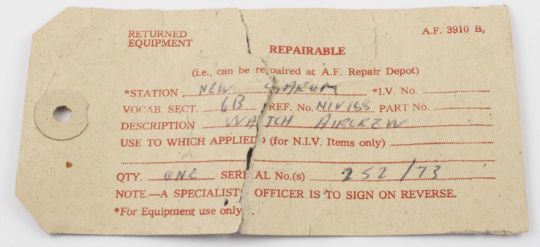 RETURNED A.F. 3910 B,
EQUIPMENT
REPAIRABLE
(i.e., can be repaired at A.F. Repair Depot)
*STATION NEW SARUM *I.V. No.
VOCAB. SECT. 6B REF. No. N1V188 PART No.
DESCRIPTION WATCH AIRCREW
USE TO WHICH APPLIED (for N.I.V. Items only)
QTY. ONE SERIAL No.(s) 252/73
NOTE.—A SPECIALIST OFFICER IS TO SIGN ON REVERSE.
*For Equipment use only